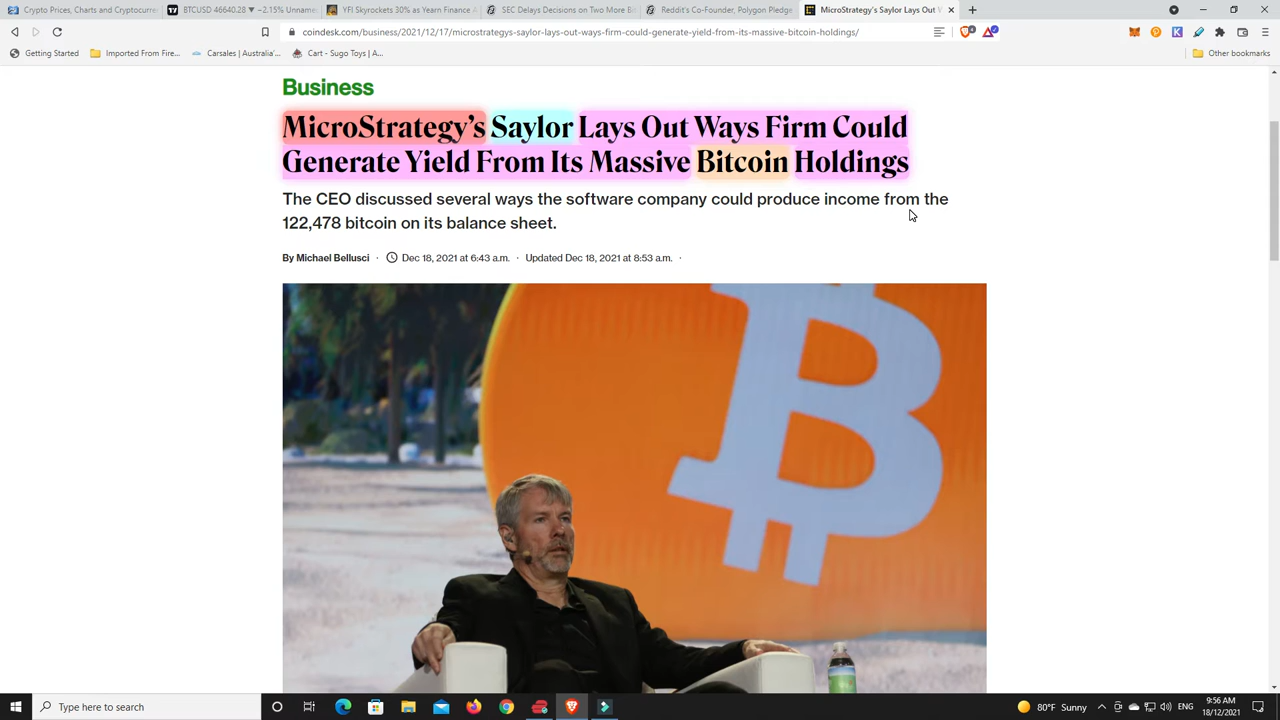 Crypto Prices, Charts and Cryptocurr
BTCUSD 46640.28 ▼ −2.15% Unname
YFI Skyrockets 30% as Yearn Finance A
SEC Delays Decisions on Two More Bit
Reddit's Co-Founder, Polygon Pledge
MicroStrategy's Saylor Lays Out
coindesk.com/business/2021/12/17/microstrategys-saylor-lays-out-ways-firm-could-generate-yield-from-its-massive-bitcoin-holdings/
Getting Started
Imported From Fire...
Carsales | Australia'...
Cart - Sugo Toys | A...
Other bookmarks
Business
MicroStrategy's Saylor Lays Out Ways Firm Could
Generate Yield From Its Massive Bitcoin Holdings
The CEO discussed several ways the software company could produce income from the
122,478 bitcoin on its balance sheet.
By Michael Bellusci · Dec 18, 2021 at 6:43 a.m. · Updated Dec 18, 2021 at 8:53 a.m. ·
Type here to search
80°F Sunny
9:56 AM
18/12/2021